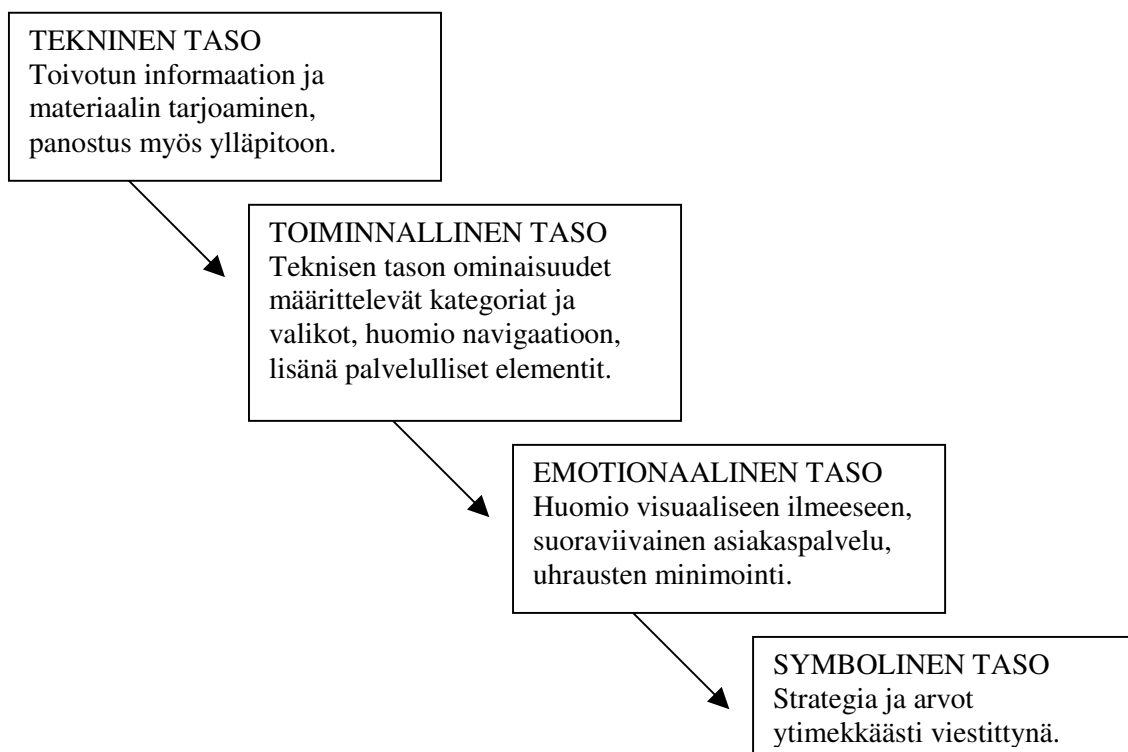 TEKNINEN TASO
Toivotun informaation ja
materiaalin tarjoaminen,
panostus myös ylläpitoon.
TOIMINNALLINEN TASO
Teknisen tason ominaisuudet
määrittelevät kategoriat ja
valikot, huomio navigaatioon,
lisänä palvelulliset elementit.
EMOTIONAALINEN TASO
Huomio visuaaliseen ilmeeseen,
suoraviivainen asiakaspalvelu,
uhrausten minimointi.
SYMBOLINEN TASO
Strategia ja arvot
ytimekkäästi viestittynä.